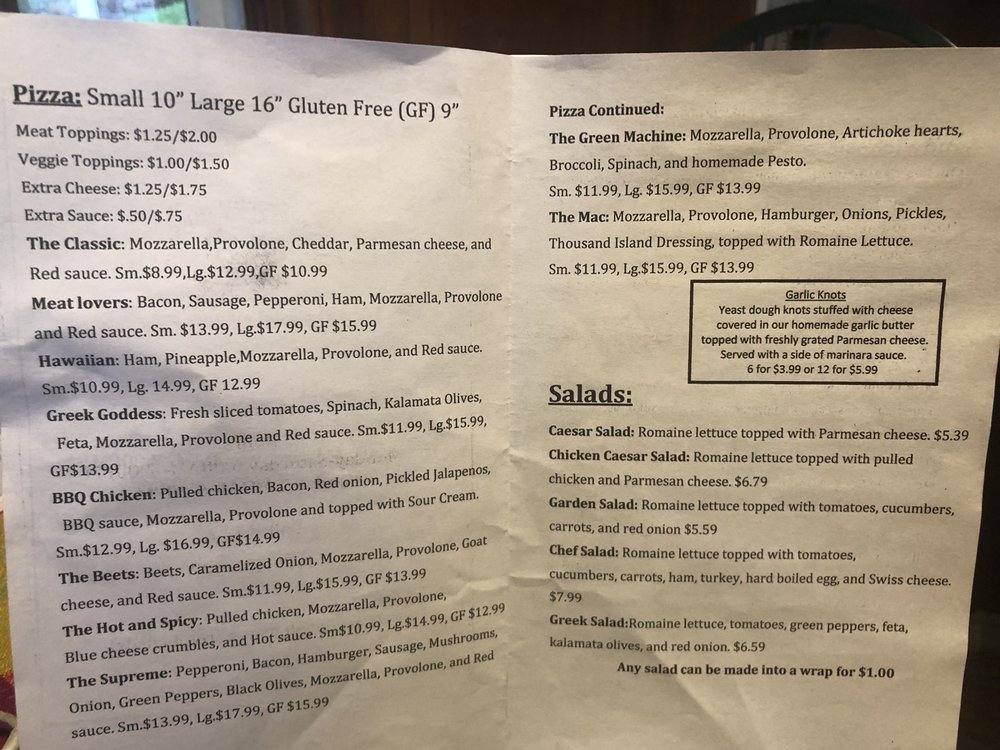 Pizza: Small 10” Large 16” Gluten Free (GF) 9”
Meat Toppings: $1.25/$2.00
Veggie Toppings: $1.00/$1.50
Extra Cheese: $1.25/$1.75
Extra Sauce: $.50/$.75
The Classic: Mozzarella,Provolone, Cheddar, Parmesan cheese, and
Red sauce. Sm.$8.99,Lg.$12.99,GF $10.99
Meat lovers: Bacon, Sausage, Pepperoni, Ham, Mozzarella, Provolone
and Red sauce. Sm. $13.99, Lg.$17.99, GF $15.99
Hawaiian: Ham, Pineapple,Mozzarella, Provolone, and Red sauce.
Sm.$10.99, Lg. 14.99, GF 12.99
Greek Goddess: Fresh sliced tomatoes, Spinach, Kalamata Olives,
Feta, Mozzarella, Provolone and Red sauce. Sm.$11.99, Lg.$15.99,
GF$13.99
BBQ Chicken: Pulled chicken, Bacon, Red onion, Pickled Jalapenos,
BBQ sauce, Mozzarella, Provolone and topped with Sour Cream.
Sm.$12.99, Lg. $16.99, GF$14.99
The Beets: Beets, Caramelized Onion, Mozzarella, Provolone, Goat
cheese, and Red sauce. Sm.$11.99, Lg.$15.99, GF $13.99
The Hot and Spicy: Pulled chicken, Mozzarella, Provolone,
Blue cheese crumbles, and Hot sauce. Sm$10.99, Lg.$14.99, GF $12.99
The Supreme: Pepperoni, Bacon, Hamburger, Sausage, Mushrooms,
Onion, Green Peppers, Black Olives, Mozzarella, Provolone, and Red
sauce. Sm.$13.99, Lg.$17.99, GF $15.99
Pizza Continued:
The Green Machine: Mozzarella, Provolone, Artichoke hearts,
Broccoli, Spinach, and homemade Pesto.
Sm. $11.99, Lg. $15.99, GF $13.99
The Mac: Mozzarella, Provolone, Hamburger, Onions, Pickles,
Thousand Island Dressing, topped with Romaine Lettuce.
Sm. $11.99, Lg.$15.99, GF $13.99
Garlic Knots
Yeast dough knots stuffed with cheese
covered in our homemade garlic butter
topped with freshly grated Parmesan cheese.
Served with a side of marinara sauce.
6 for $3.99 or 12 for $5.99
Salads:
Caesar Salad: Romaine lettuce topped with Parmesan cheese. $5.39
Chicken Caesar Salad: Romaine lettuce topped with pulled
chicken and Parmesan cheese. $6.79
Garden Salad: Romaine lettuce topped with tomatoes, cucumbers,
carrots, and red onion $5.59
Chef Salad: Romaine lettuce topped with tomatoes,
cucumbers, carrots, ham, turkey, hard boiled egg, and Swiss cheese.
$7.99
Greek Salad:Romaine lettuce, tomatoes, green peppers, feta,
kalamata olives, and red onion. $6.59
Any salad can be made into a wrap for $1.00